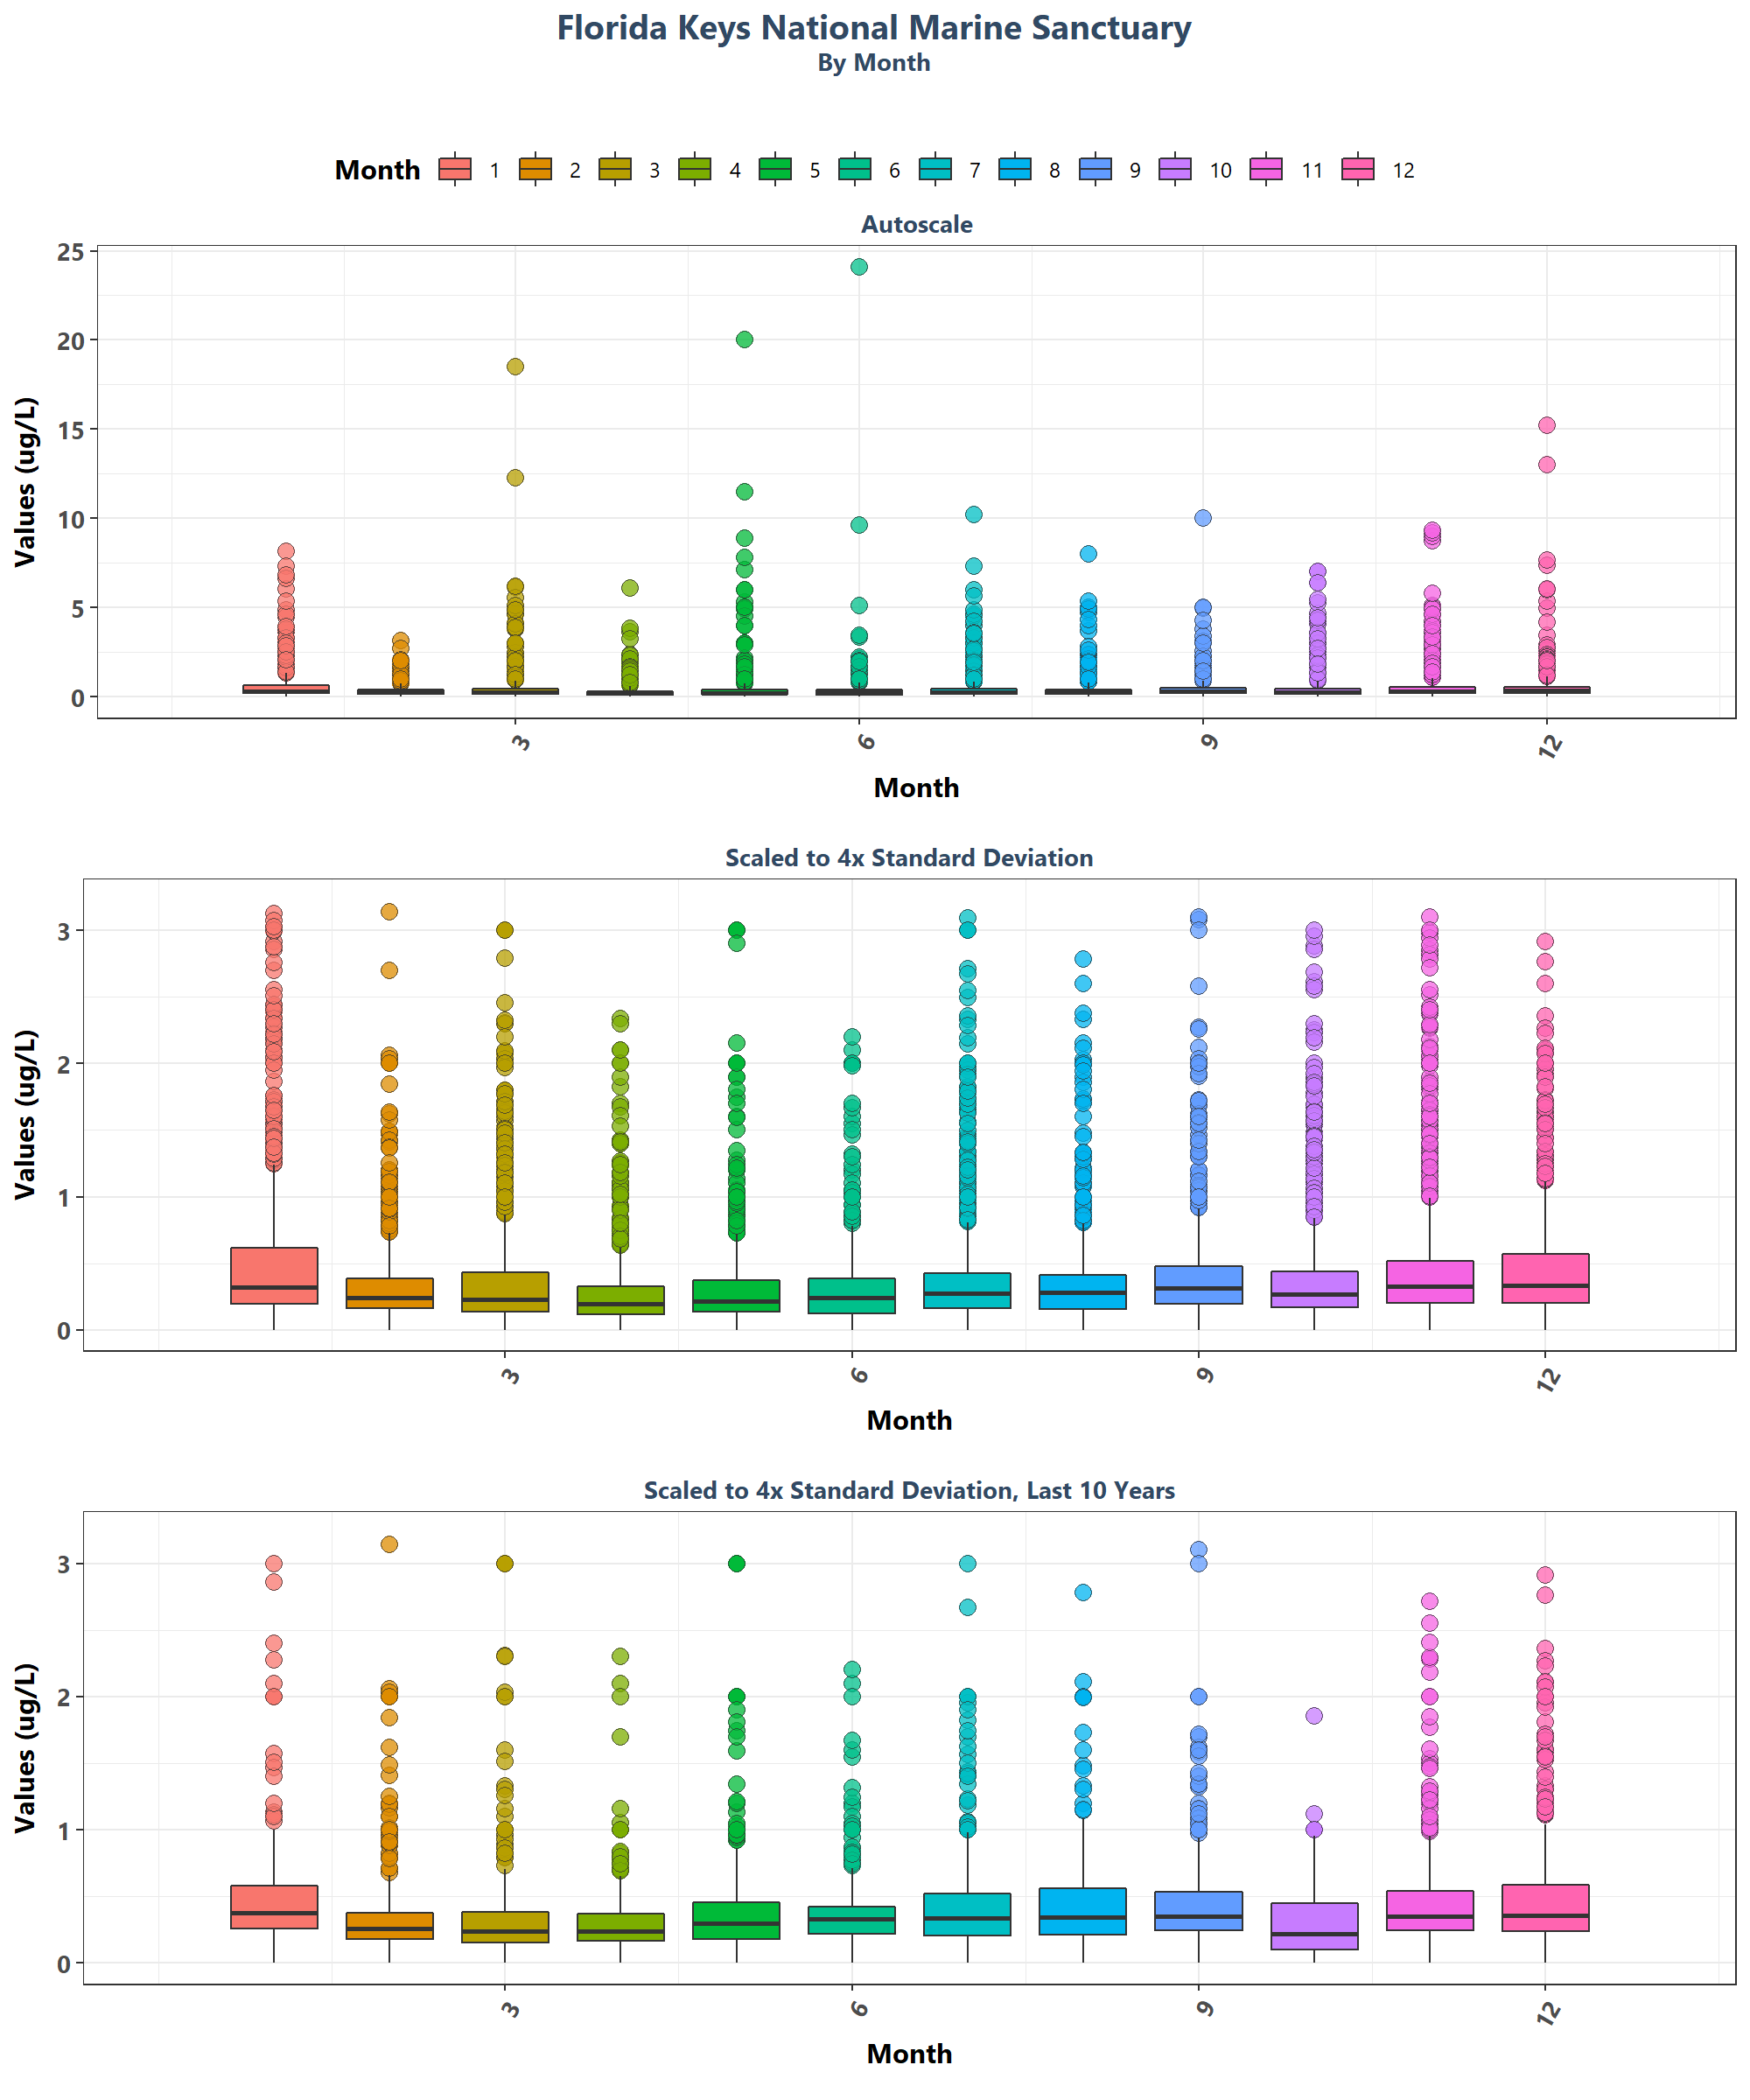 Florida Keys National Marine Sanctuary
By Month
Month 1 2 3 4 5 6 7 8 9 10 11 12
Autoscale
Values (ug/L)
25
20
15
10
5
0
3 6 9 12
Month
Scaled to 4x Standard Deviation
Values (ug/L)
3
2
1
0
3 6 9 12
Month
Scaled to 4x Standard Deviation, Last 10 Years
Values (ug/L)
3
2
1
0
3 6 9 12
Month